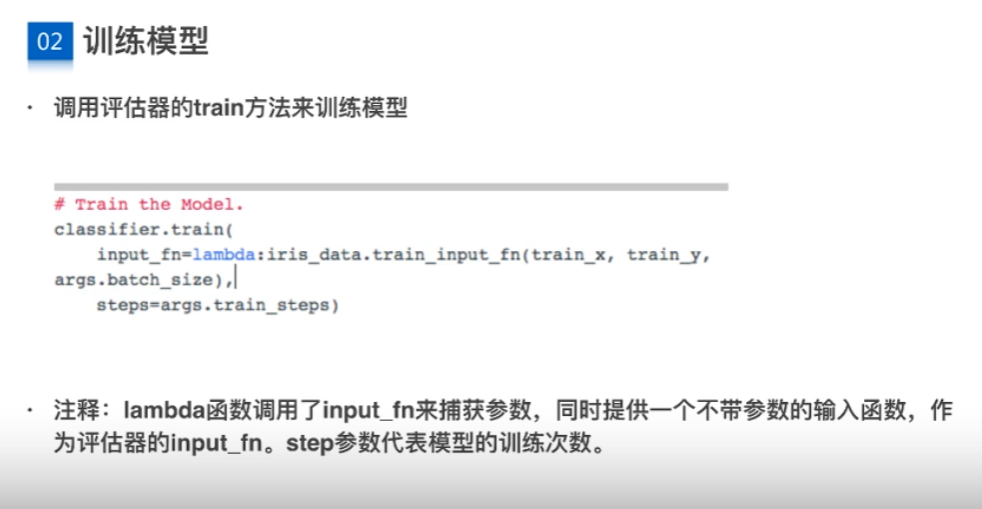 02 训练模型
· 调用评估器的train方法来训练模型
# Train the Model.
classifier.train(
    input_fn=lambda:iris_data.train_input_fn(train_x, train_y,
args.batch_size),
    steps=args.train_steps)
· 注释：lambda函数调用了input_fn来捕获参数，同时提供一个不带参数的输入函数，作
为评估器的input_fn。step参数代表模型的训练次数。